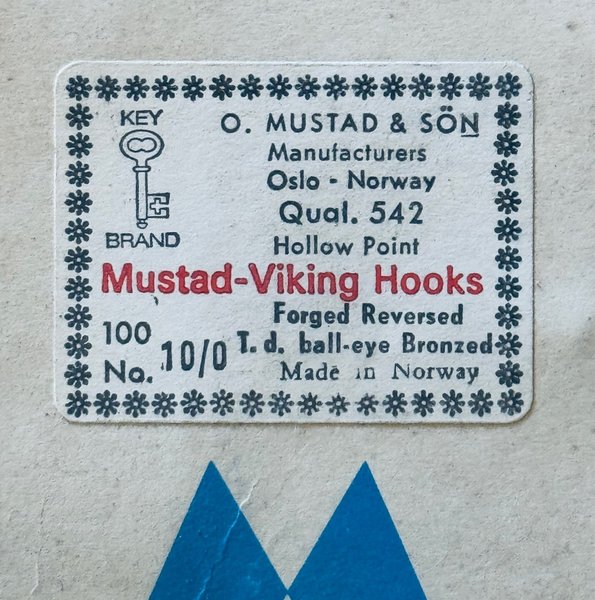 KEY
BRAND
O. MUSTAD & SÖN
Manufacturers
Oslo - Norway
Qual. 542
Hollow Point
Mustad-Viking Hooks
Forged Reversed
100
No. 10/0
T. d. ball-eye Bronzed
Made in Norway